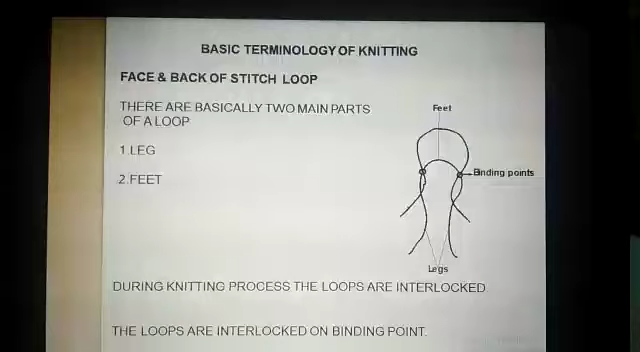 BASIC TERMINOLOGY OF KNITTING
FACE & BACK OF STITCH LOOP
THERE ARE BASICALLY TWO MAIN PARTS
OF A LOOP
1.LEG
2.FEET
Feet
Binding points
Legs
DURING KNITTING PROCESS THE LOOPS ARE INTERLOCKED
THE LOOPS ARE INTERLOCKED ON BINDING POINT.